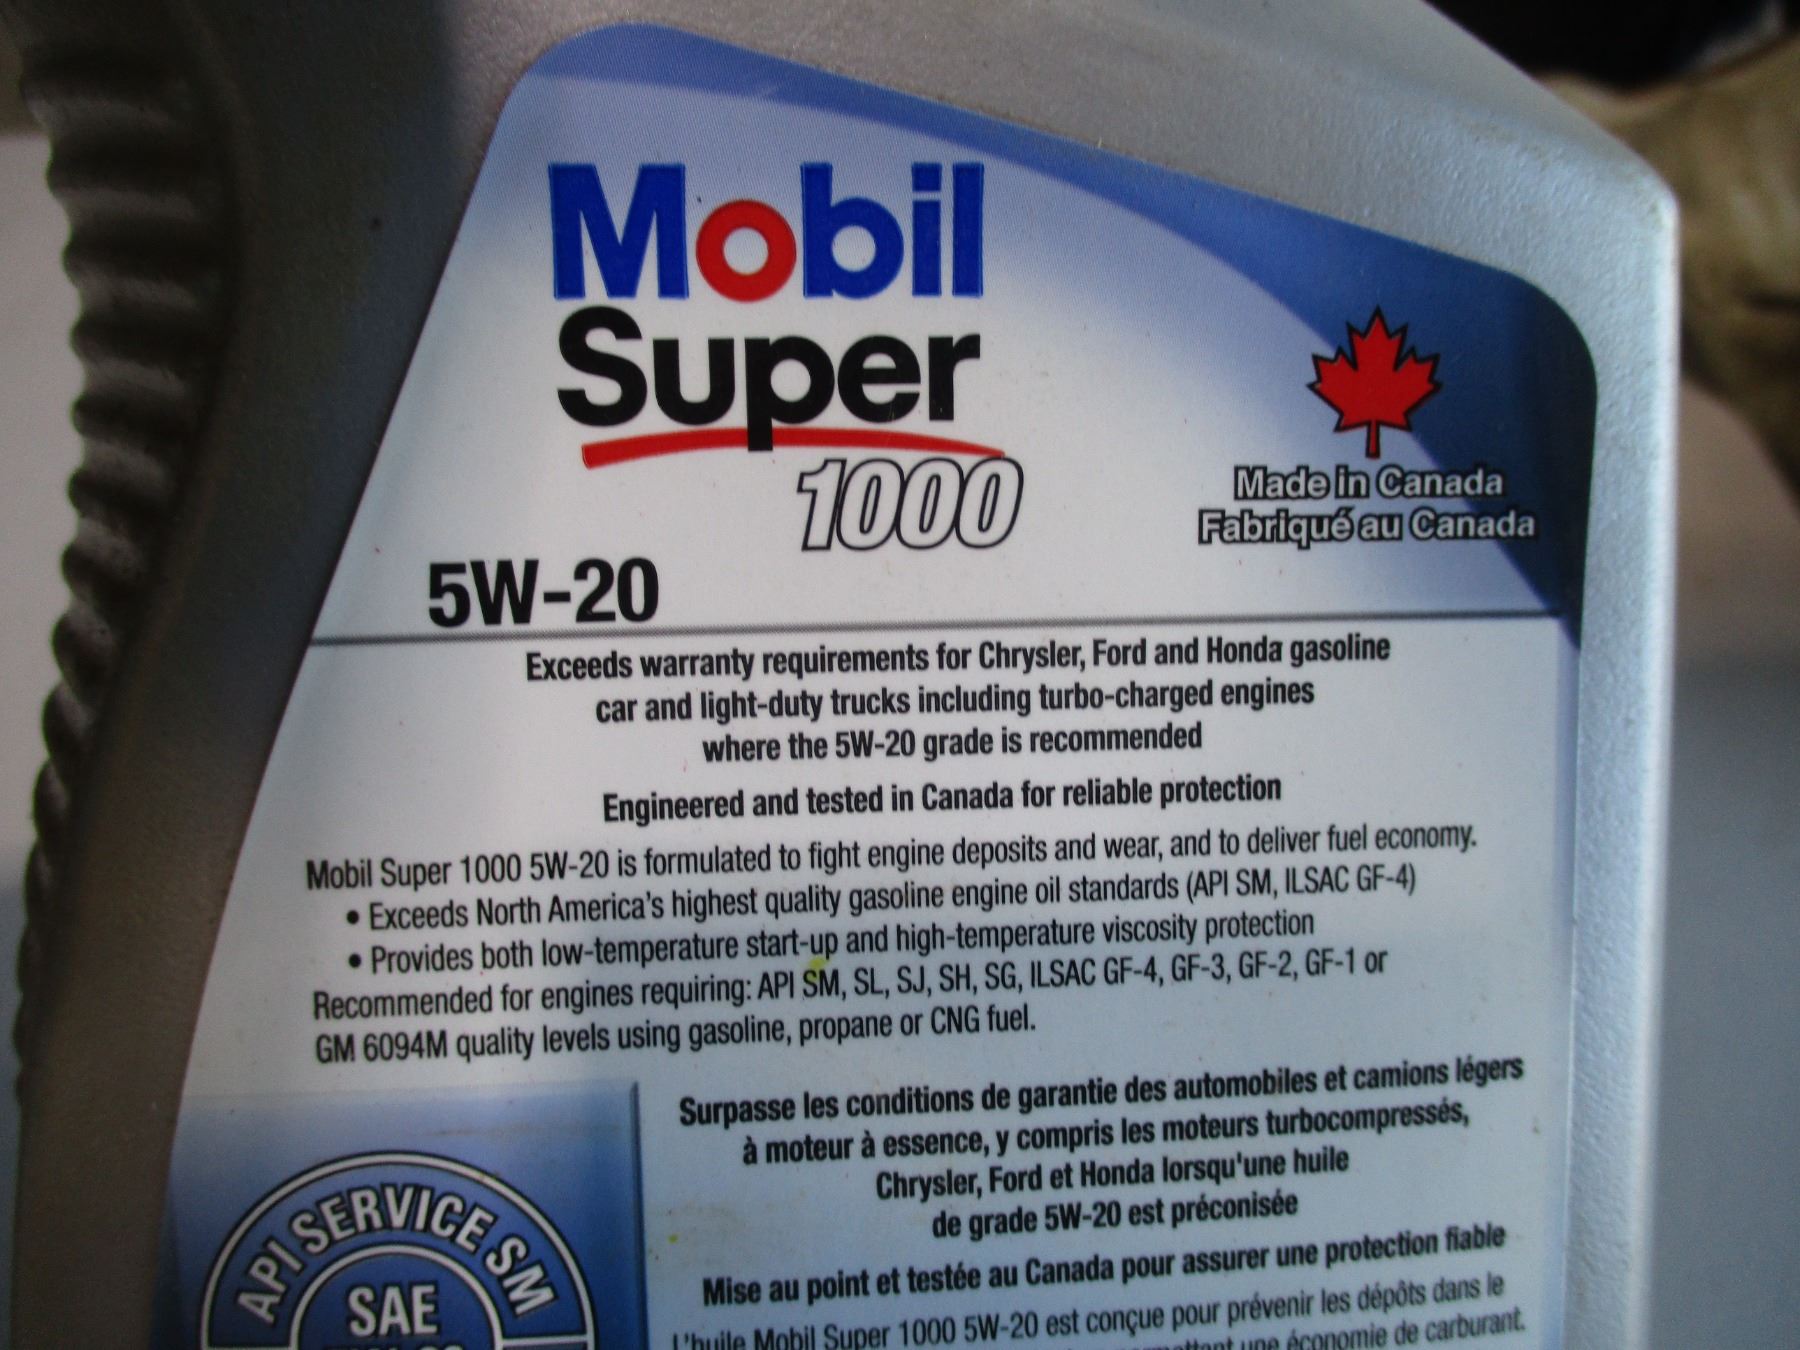 Mobil
Super
1000
Made in Canada
Fabriqué au Canada
5W-20
Exceeds warranty requirements for Chrysler, Ford and Honda gasoline
car and light-duty trucks including turbo-charged engines
where the 5W-20 grade is recommended
Engineered and tested in Canada for reliable protection
Mobil Super 1000 5W-20 is formulated to fight engine deposits and wear, and to deliver fuel economy.
• Exceeds North America's highest quality gasoline engine oil standards (API SM, ILSAC GF-4)
• Provides both low-temperature start-up and high-temperature viscosity protection
Recommended for engines requiring: API SM, SL, SJ, SH, SG, ILSAC GF-4, GF-3, GF-2, GF-1 or
GM 6094M quality levels using gasoline, propane or CNG fuel.
Surpasse les conditions de garantie des automobiles et camions légers
à moteur à essence, y compris les moteurs turbocompressés,
Chrysler, Ford et Honda lorsqu'une huile
de grade 5W-20 est préconisée
Mise au point et testée au Canada pour assurer une protection fiable
L'huile Mobil Super 1000 5W-20 est conçue pour prévenir les dépôts dans le
une économie de carburant.
API SERVICE SM
SAE